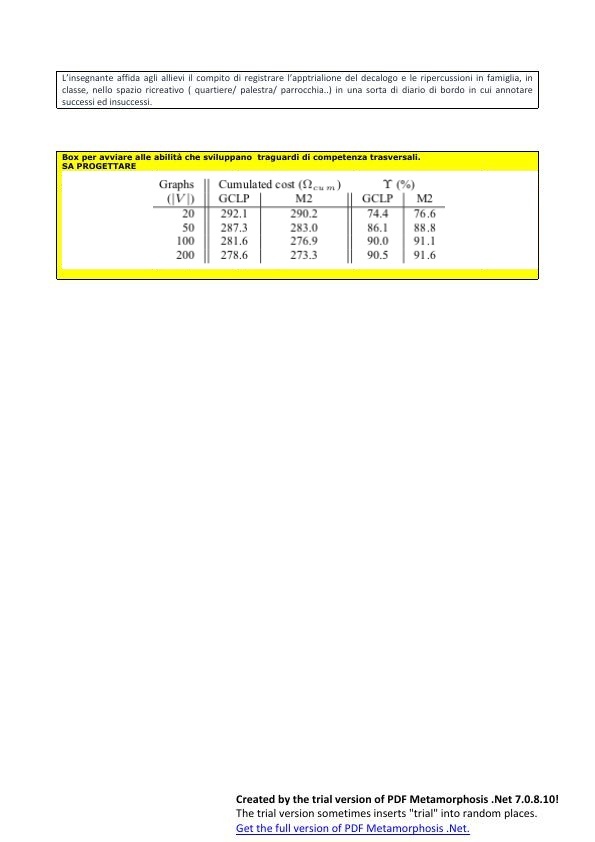 L'insegnante affida agli allievi il compito di registrare l'apptrialione del decalogo e le ripercussioni in famiglia, in
classe, nello spazio ricreativo ( quartiere/ palestra/ parrocchia..) in una sorta di diario di bordo in cui annotare
successi ed insuccessi.
Box per avviare alle abilità che sviluppano traguardi di competenza trasversali.
SA PROGETTARE
Graphs Cumulated cost (Ωcum) ϒ (%)
(|V|) GCLP M2 GCLP M2
20 292.1 290.2 74.4 76.6
50 287.3 283.0 86.1 88.8
100 281.6 276.9 90.0 91.1
200 278.6 273.3 90.5 91.6
Created by the trial version of PDF Metamorphosis .Net 7.0.8.10!
The trial version sometimes inserts "trial" into random places.
Get the full version of PDF Metamorphosis .Net.